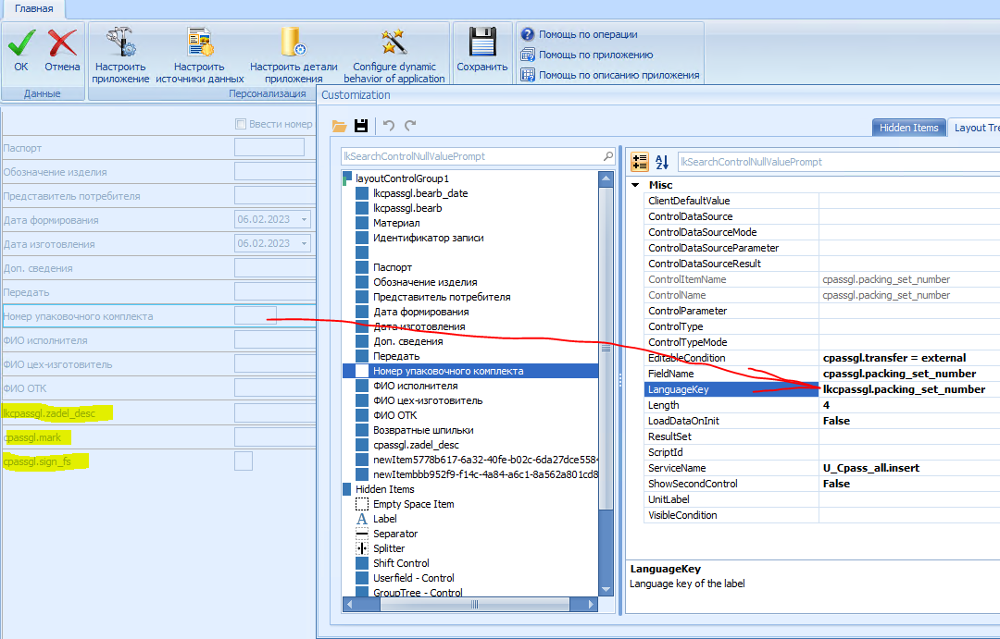 Главная
ОК
Отмена
Настроить
приложение
Настроить
источники данных
Настроить детали
приложения
Configure dynamic
behavior of application
Сохранить
Помощь по операции
Помощь по приложению
Помощь по описанию приложения
Данные
Персонализация
Ввести номер
Паспорт
Обозначение изделия
Представитель потребителя
Дата формирования
06.02.2023
Дата изготовления
06.02.2023
Доп. сведения
Передать
Номер упаковочного комплекта
ФИО исполнителя
ФИО цех-изготовитель
ФИО ОТК
lkcpassgl.zadel_desc
cpassgl.mark
cpassgl.sign_fs
Customization
Hidden Items
Layout Tre
lkSearchControlNullValuePrompt
layoutControlGroup1
lkcpassgl.bearb_date
lkcpassgl.bearb
Материал
Идентификатор записи
Паспорт
Обозначение изделия
Представитель потребителя
Дата формирования
Дата изготовления
Доп. сведения
Передать
Номер упаковочного комплекта
ФИО исполнителя
ФИО цех-изготовитель
ФИО ОТК
Возвратные шпильки
cpassgl.zadel_desc
newItem5778b617-6a32-40fe-b02c-6da27dce5584
newItembbb952f9-f14c-4a84-a6c1-8a562a801cd8
Hidden Items
Empty Space Item
Label
Separator
Splitter
Shift Control
Userfield - Control
GroupTree - Control
lkSearchControlNullValuePrompt
Misc
ClientDefaultValue
ControlDataSource
ControlDataSourceMode
ControlDataSourceParameter
ControlDataSourceResult
ControlItemName cpassgl.packing_set_number
ControlName cpassgl.packing_set_number
ControlParameter
ControlType
ControlTypeMode
EditableCondition cpassgl.transfer = external
FieldName cpassgl.packing_set_number
LanguageKey lkcpassgl.packing_set_number
Length 4
LoadDataOnInit False
ResultSet
ScriptId
ServiceName U_Cpass_all.insert
ShowSecondControl False
UnitLabel
VisibleCondition
LanguageKey
Language key of the label